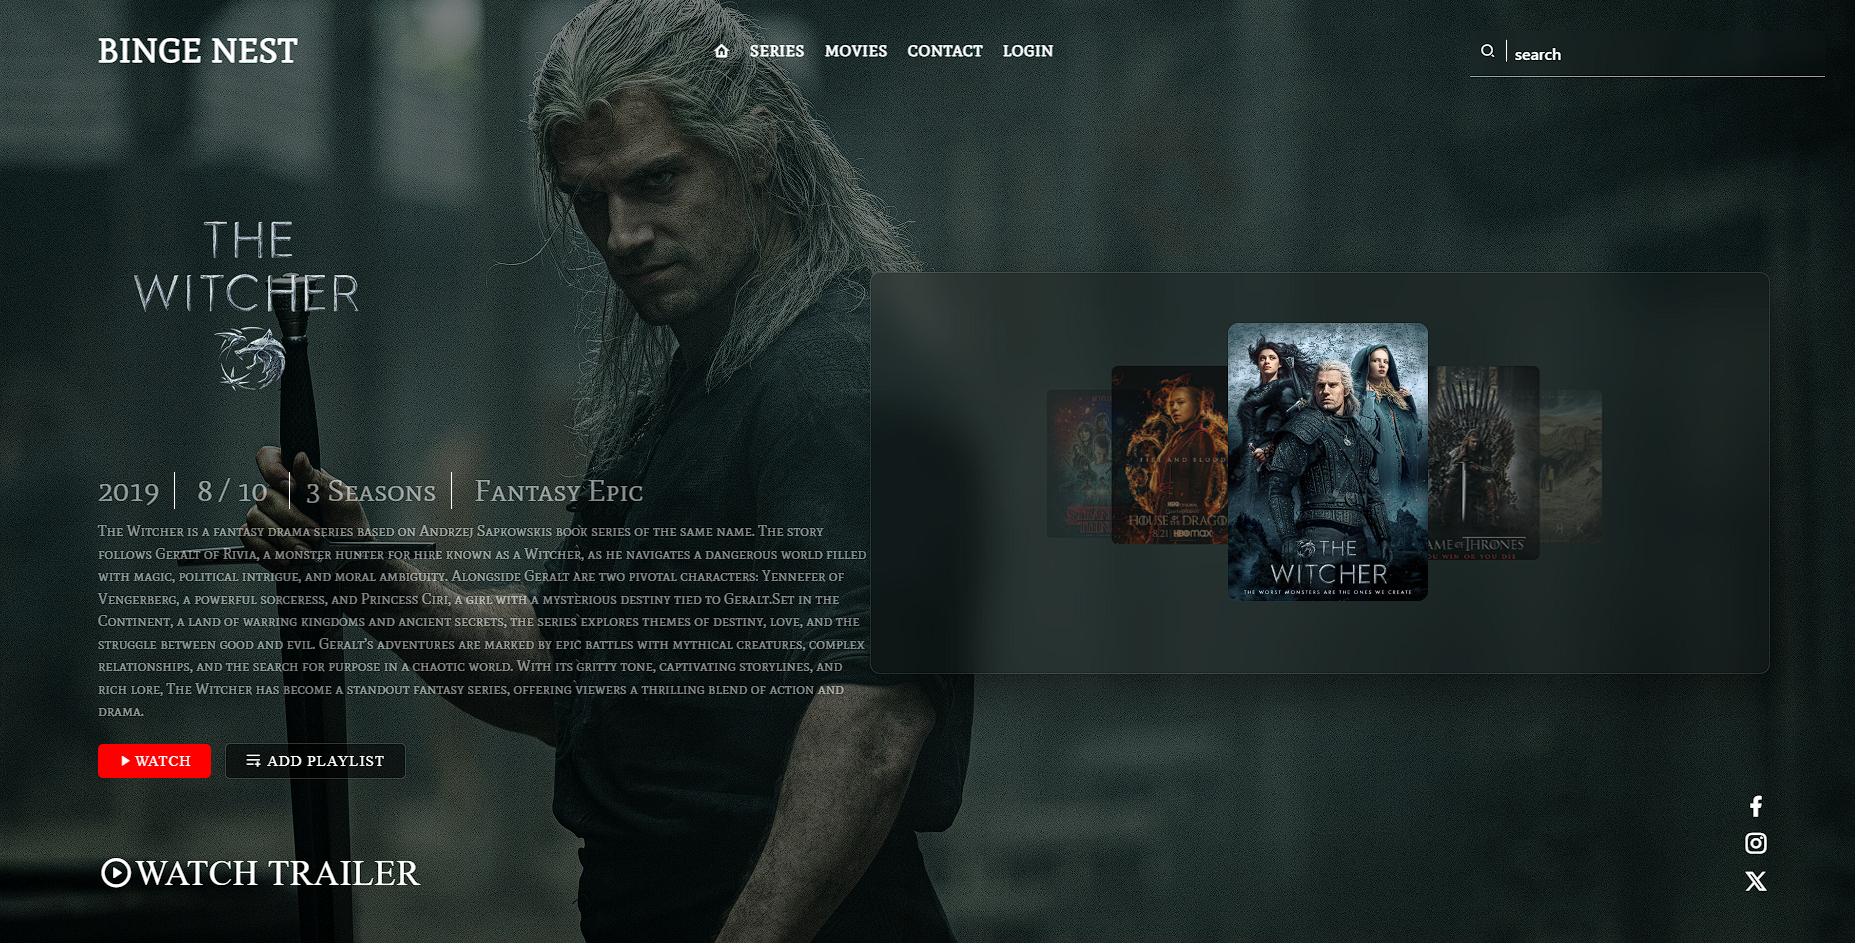 BINGE NEST
SERIES MOVIES CONTACT LOGIN
search
THE
WITCHER
2019 8 / 10 3 Seasons Fantasy Epic
The Witcher is a fantasy drama series based on Andrzej Sapkowskis book series of the same name. The story
follows Geralt of Rivia, a monster hunter for hire known as a Witcher, as he navigates a dangerous world filled
with magic, political intrigue, and moral ambiguity. Alongside Geralt are two pivotal characters: Yennefer of
Vengerberg, a powerful sorceress, and Princess Ciri, a girl with a mysterious destiny tied to Geralt.Set in the
Continent, a land of warring kingdoms and ancient secrets, the series explores themes of destiny, love, and the
struggle between good and evil. Geralt's adventures are marked by epic battles with mythical creatures, complex
relationships, and the search for purpose in a chaotic world. With its gritty tone, captivating storylines, and
rich lore, The Witcher has become a standout fantasy series, offering viewers a thrilling blend of action and
drama.
WATCH ADD PLAYLIST
WATCH TRAILER
FIRE AND BLOOD
HOUSE OF THE DRAGO
8.21 HBOMAX
THE
WITCHER
THE WORST MONSTERS ARE THE ONES WE CREATE
AME OF THRONES
OU WIN OR YOU DIE